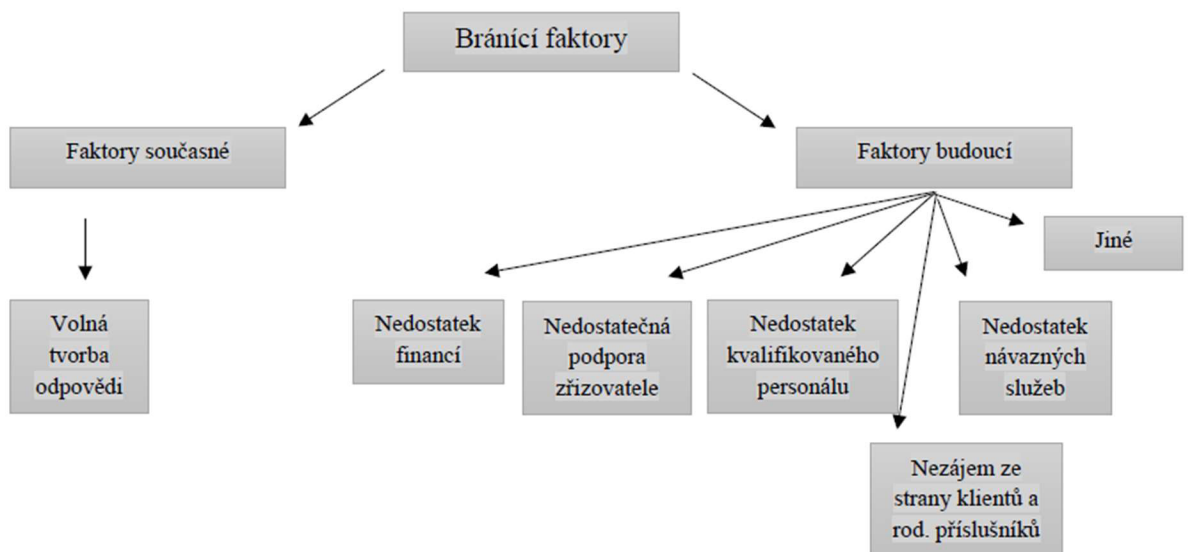 Bránící faktory
Faktory současné
Faktory budoucí
Jiné
Volná
tvorba
odpovědi
Nedostatek
financí
Nedostatečná
podpora
zřizovatele
Nedostatek
kvalifikovaného
personálu
Nedostatek
návazných
služeb
Nezájem ze
strany klientů a
rod. příslušníků